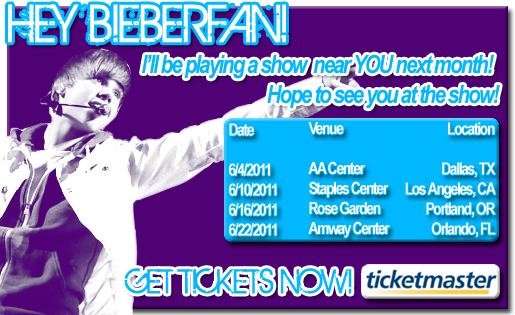 HEY BIEBERFAN!
I'll be playing a show near YOU next month!
Hope to see you at the show!
Date Venue Location
6/4/2011 AA Center Dallas, TX
6/10/2011 Staples Center Los Angeles, CA
6/16/2011 Rose Garden Portland, OR
6/22/2011 Amway Center Orlando, FL
GET TICKETS NOW! ticketmaster